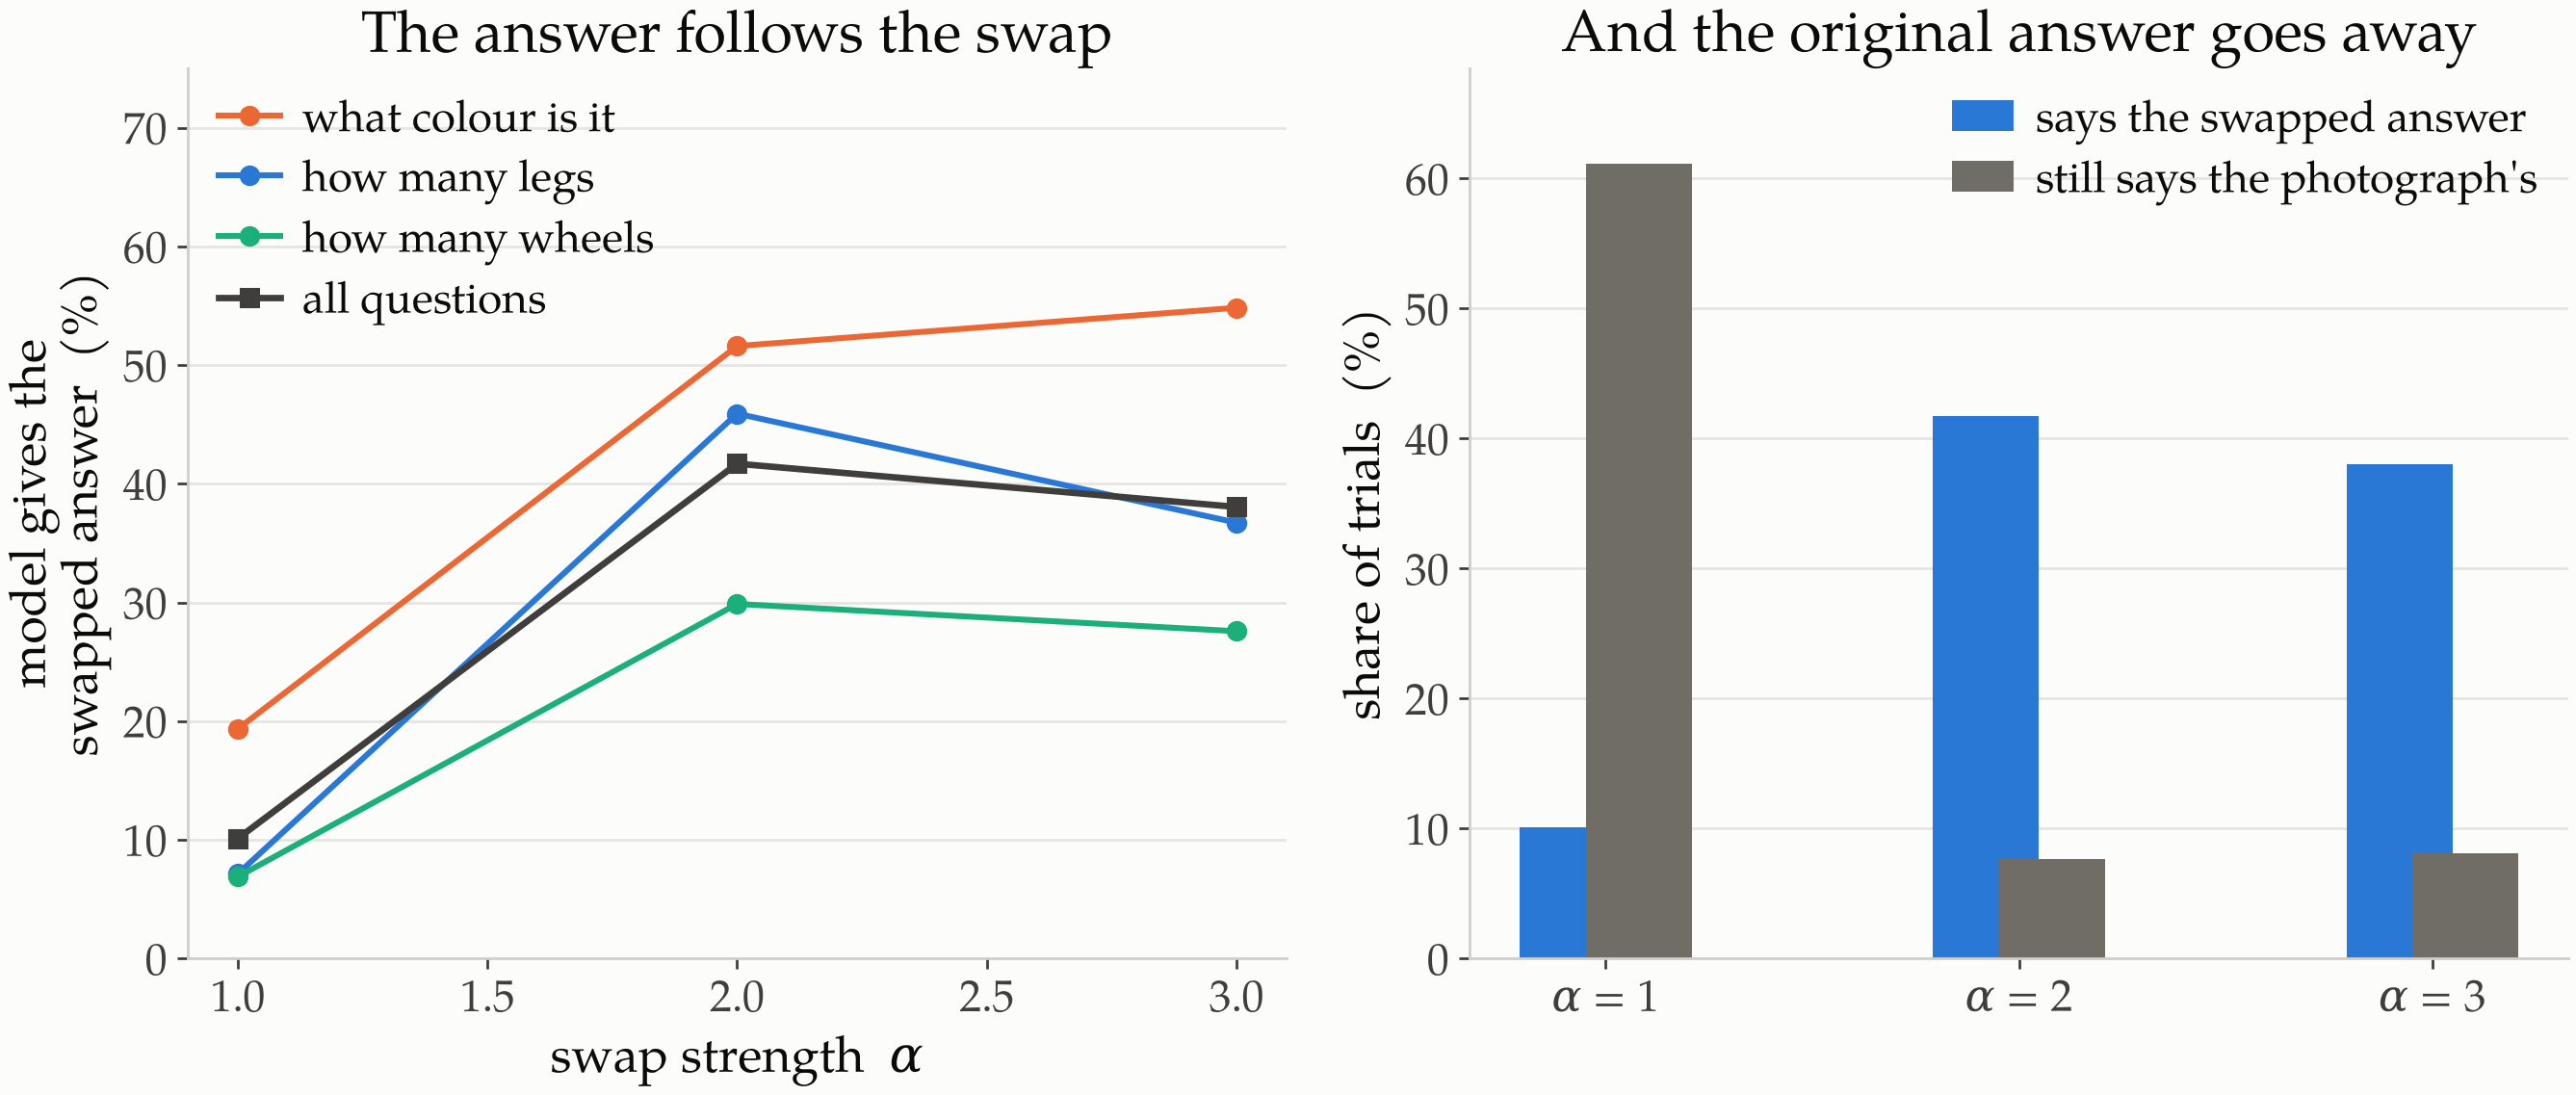 The answer follows the swap
model gives the
swapped answer (%)
70
60
50
40
30
20
10
0
what colour is it
how many legs
how many wheels
all questions
1.0 1.5 2.0 2.5 3.0
swap strength α
And the original answer goes away
share of trials (%)
60
50
40
30
20
10
0
says the swapped answer
still says the photograph's
α = 1 α = 2 α = 3